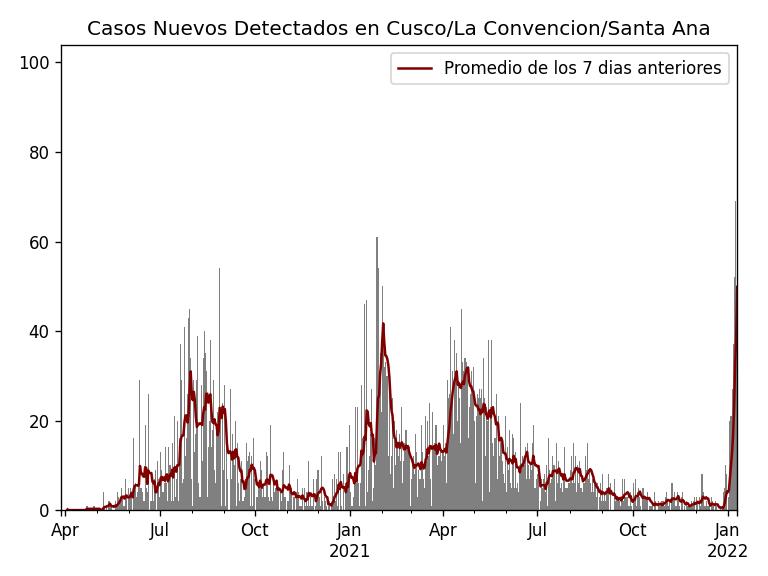 Casos Nuevos Detectados en Cusco/La Convencion/Santa Ana
Promedio de los 7 dias anteriores
100
80
60
40
20
0
Apr
Jul
Oct
Jan
2021
Apr
Jul
Oct
Jan
2022